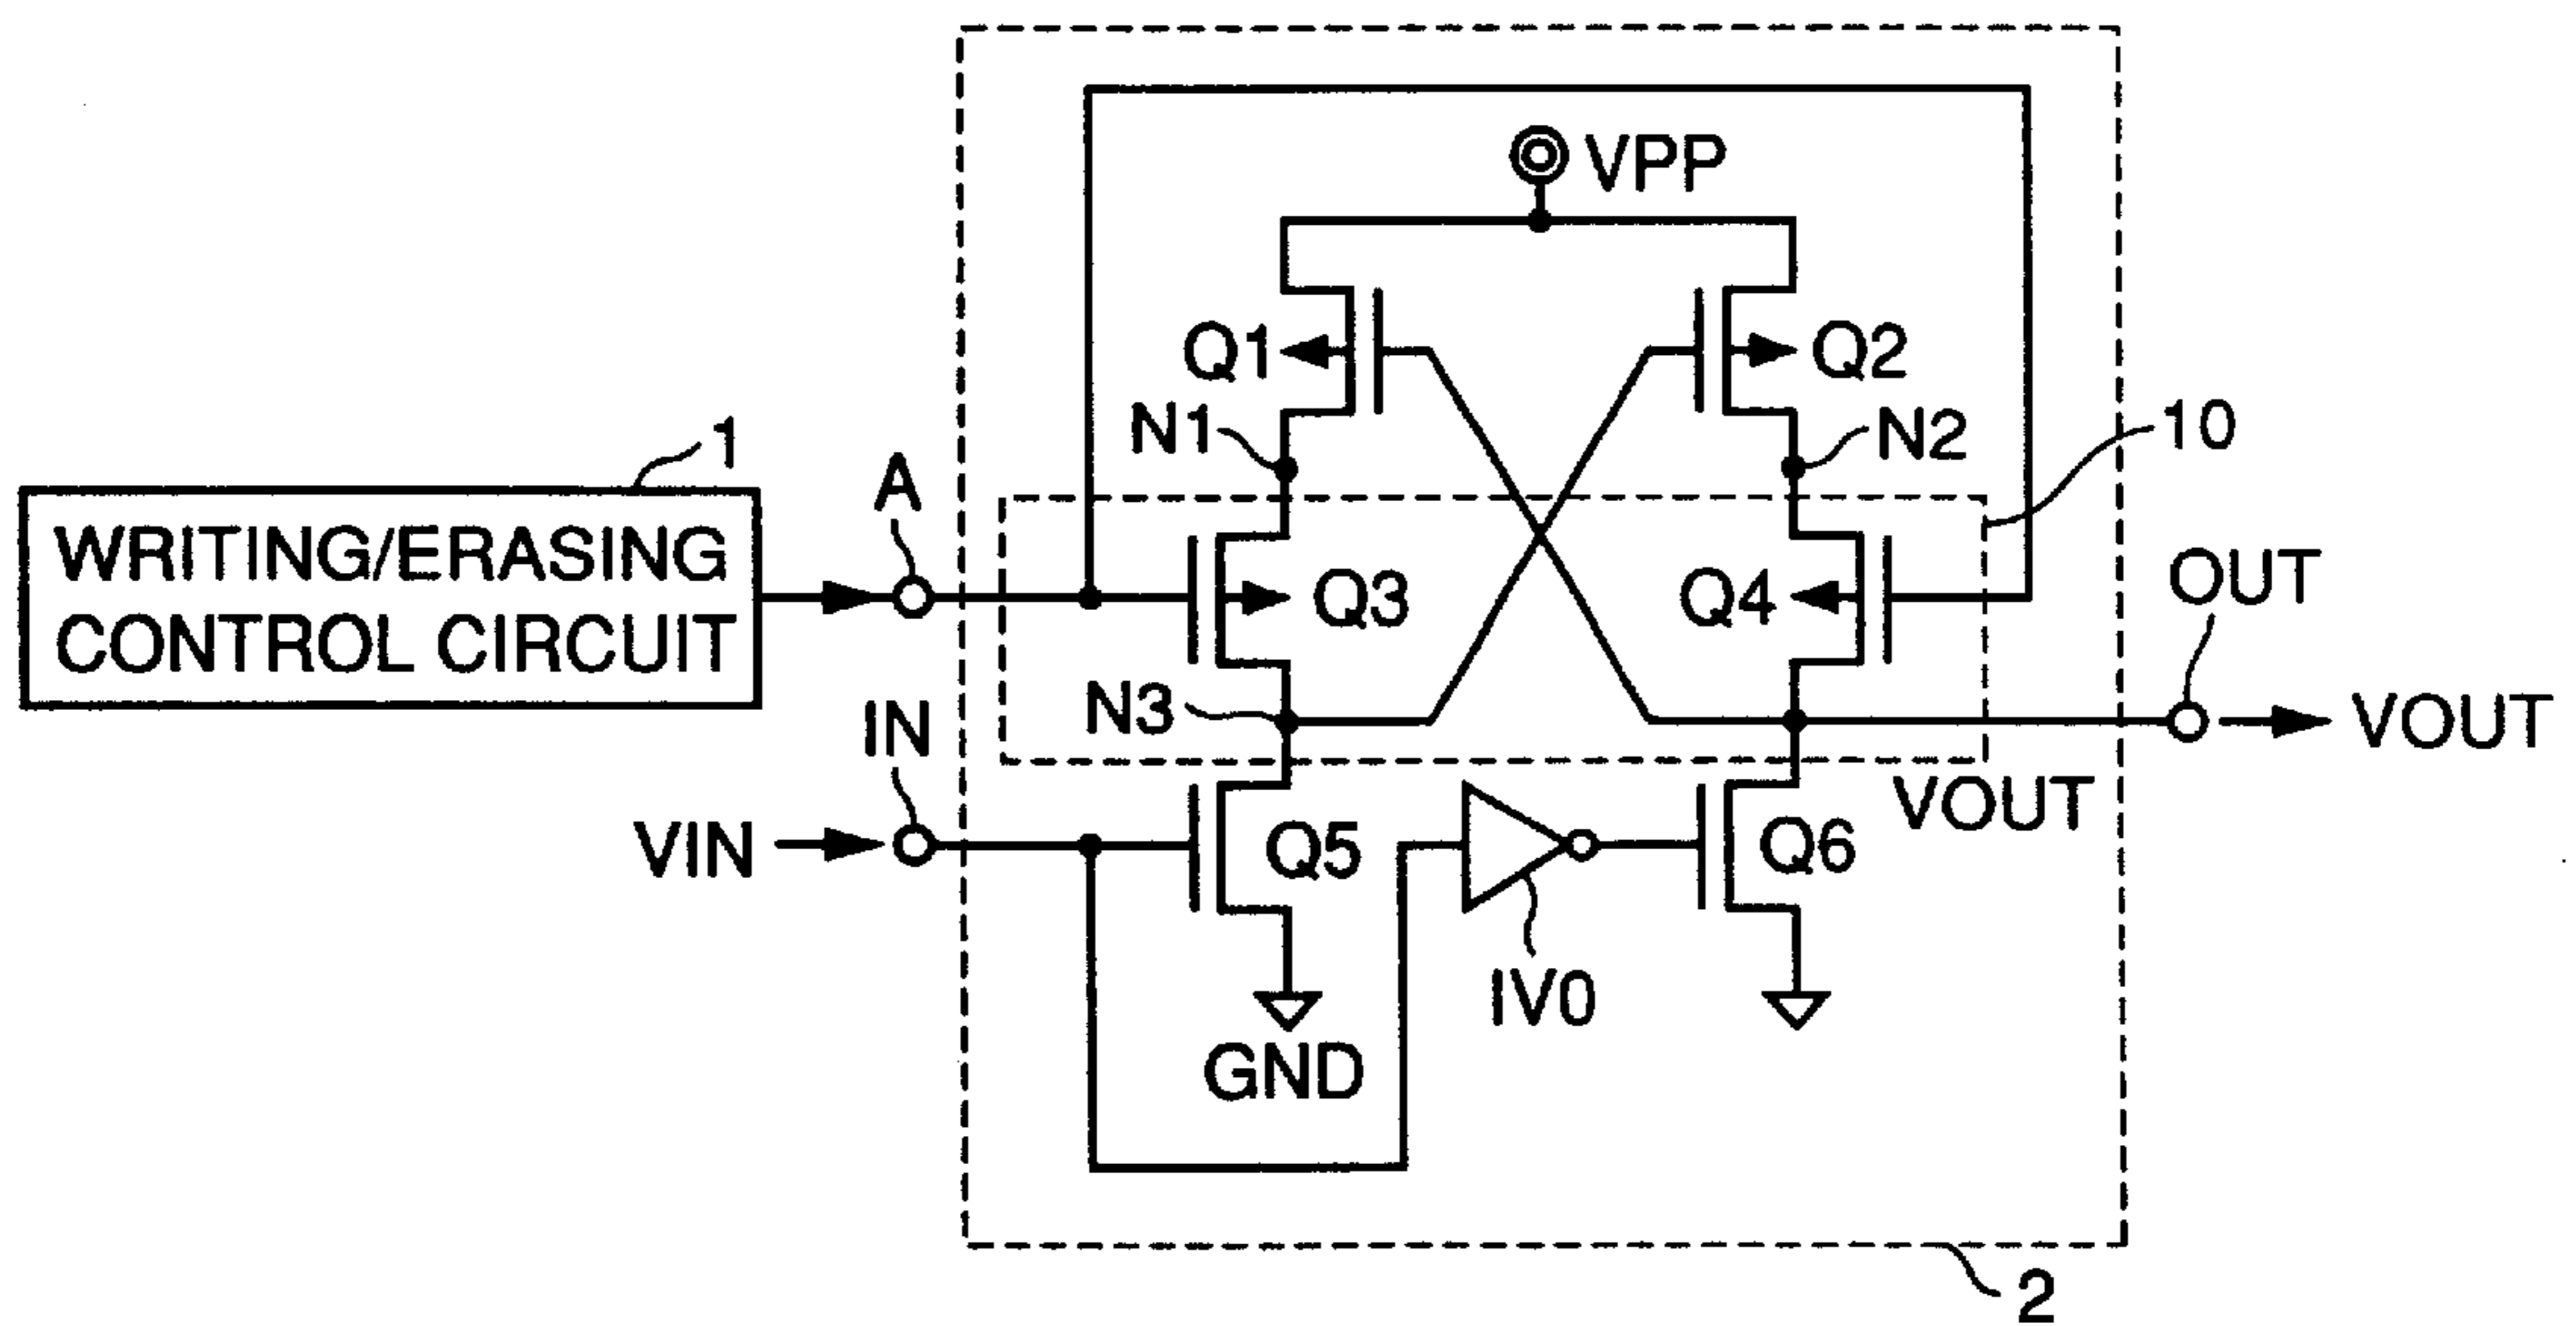 VPP
Q1
Q2
N1
N2
10
1
A
WRITING/ERASING
CONTROL CIRCUIT
Q3
Q4
OUT
N3
IN
VOUT
VOUT
VIN
Q5
Q6
IV0
GND
2